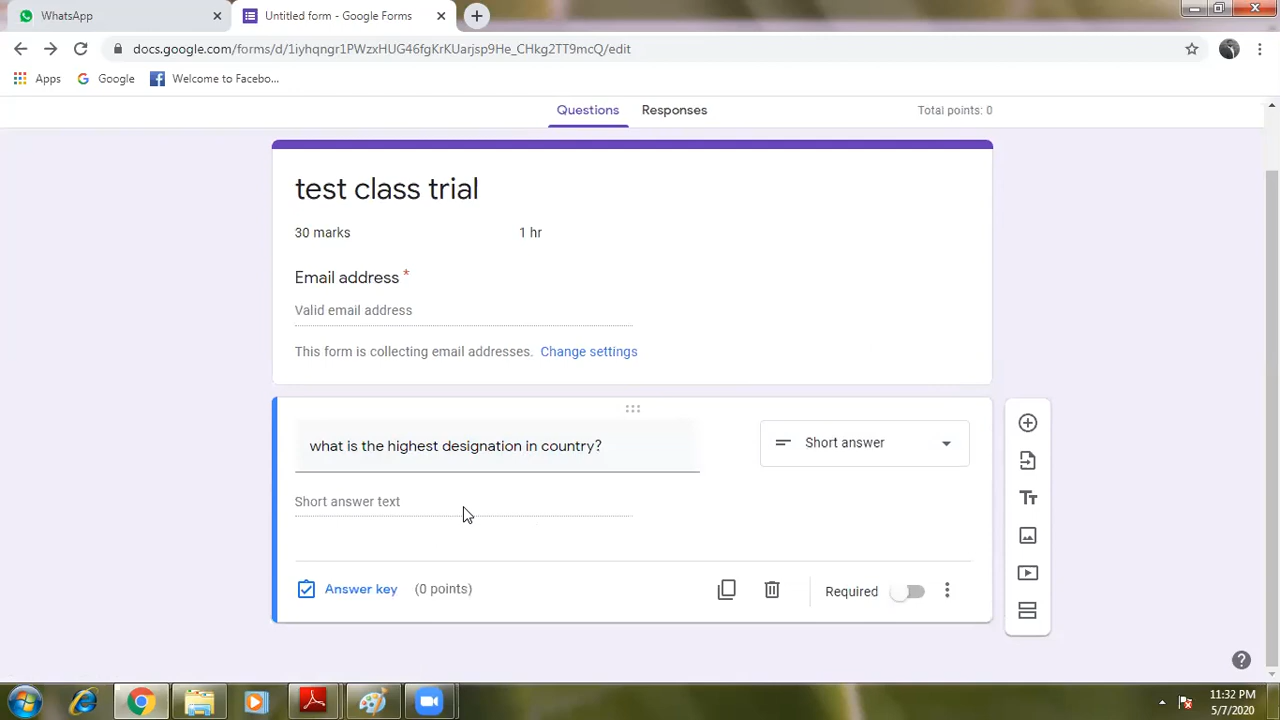 WhatsApp
Untitled form - Google Forms
docs.google.com/forms/d/1iyhqngr1PWzxHUG46fgKrKUarjsp9He_CHkg2TT9mcQ/edit
Apps
Google
Welcome to Facebo...
Questions
Responses
Total points: 0
test class trial
30 marks 1 hr
Email address *
Valid email address
This form is collecting email addresses. Change settings
what is the highest designation in country?
Short answer
Short answer text
Answer key (0 points)
Required
11:32 PM
5/7/2020